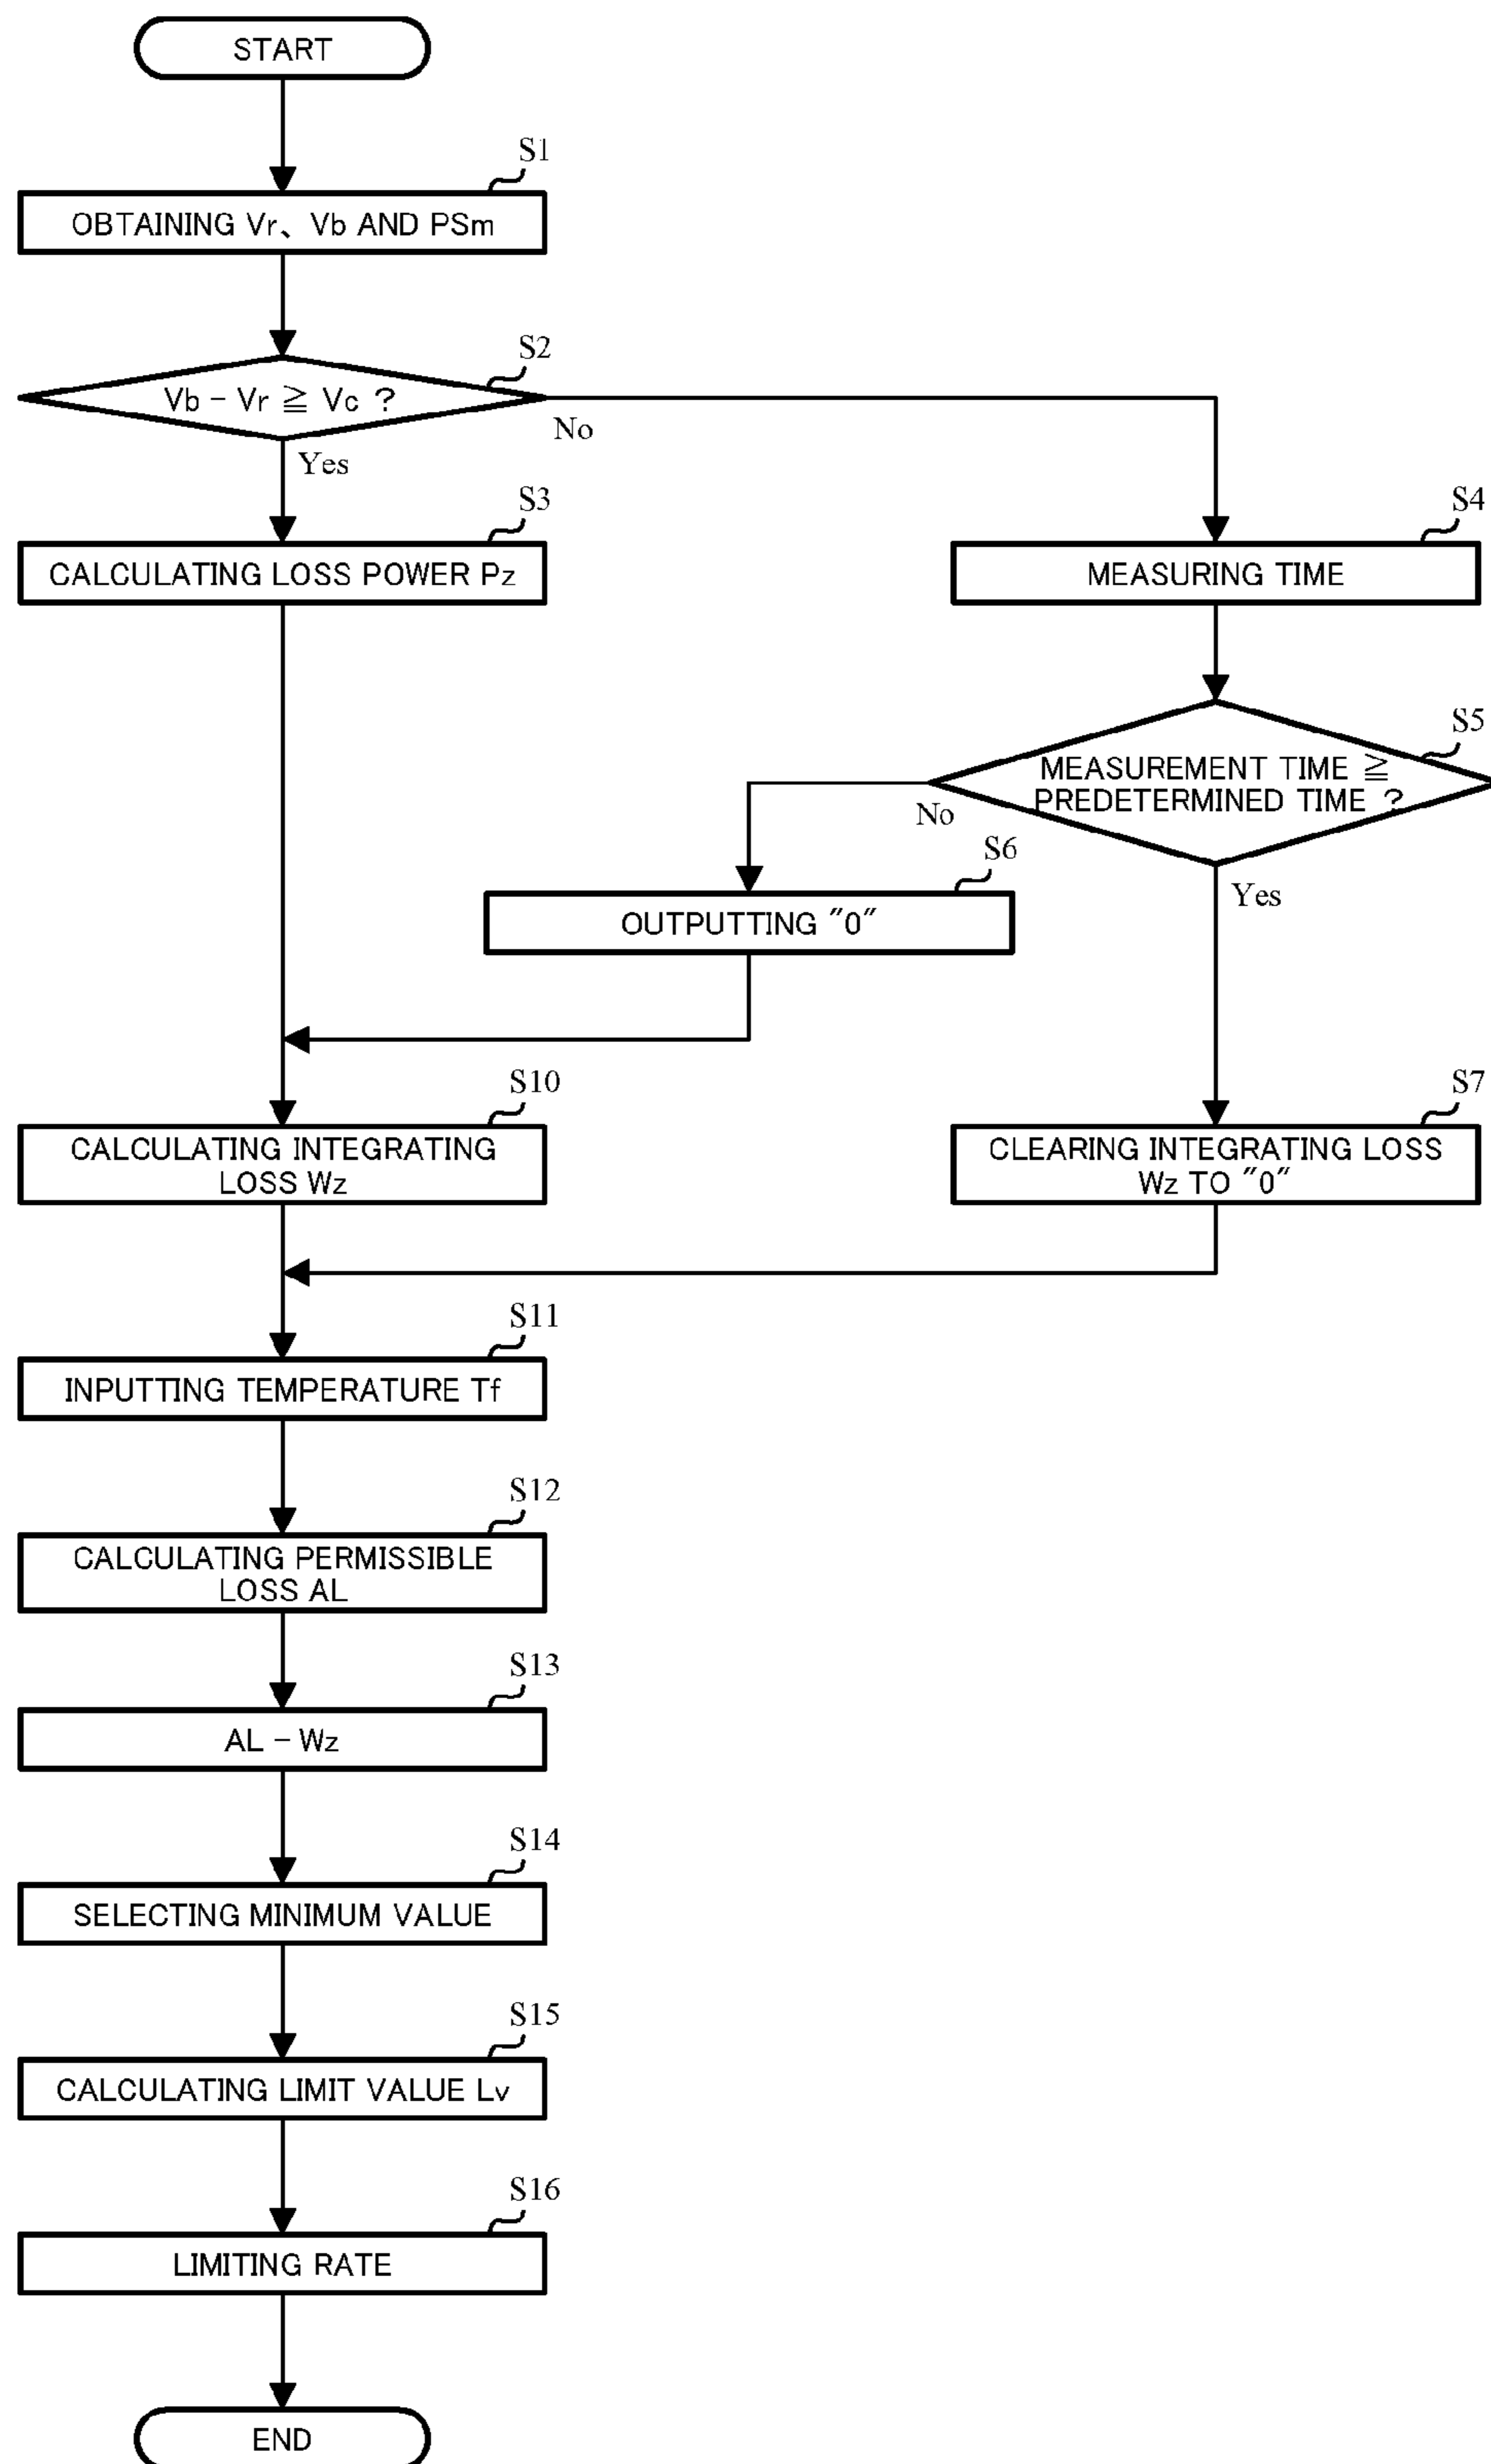 START
S1
OBTAINING Vr、Vb AND PSm
S2
Vb - Vr ≧ Vc ?
No
Yes
S3
CALCULATING LOSS POWER Pz
S4
MEASURING TIME
S5
MEASUREMENT TIME ≧
PREDETERMINED TIME ?
No
Yes
S6
OUTPUTTING ″0″
S10
CALCULATING INTEGRATING
LOSS Wz
S7
CLEARING INTEGRATING LOSS
Wz TO ″0″
S11
INPUTTING TEMPERATURE Tf
S12
CALCULATING PERMISSIBLE
LOSS AL
S13
AL - Wz
S14
SELECTING MINIMUM VALUE
S15
CALCULATING LIMIT VALUE Lv
S16
LIMITING RATE
END